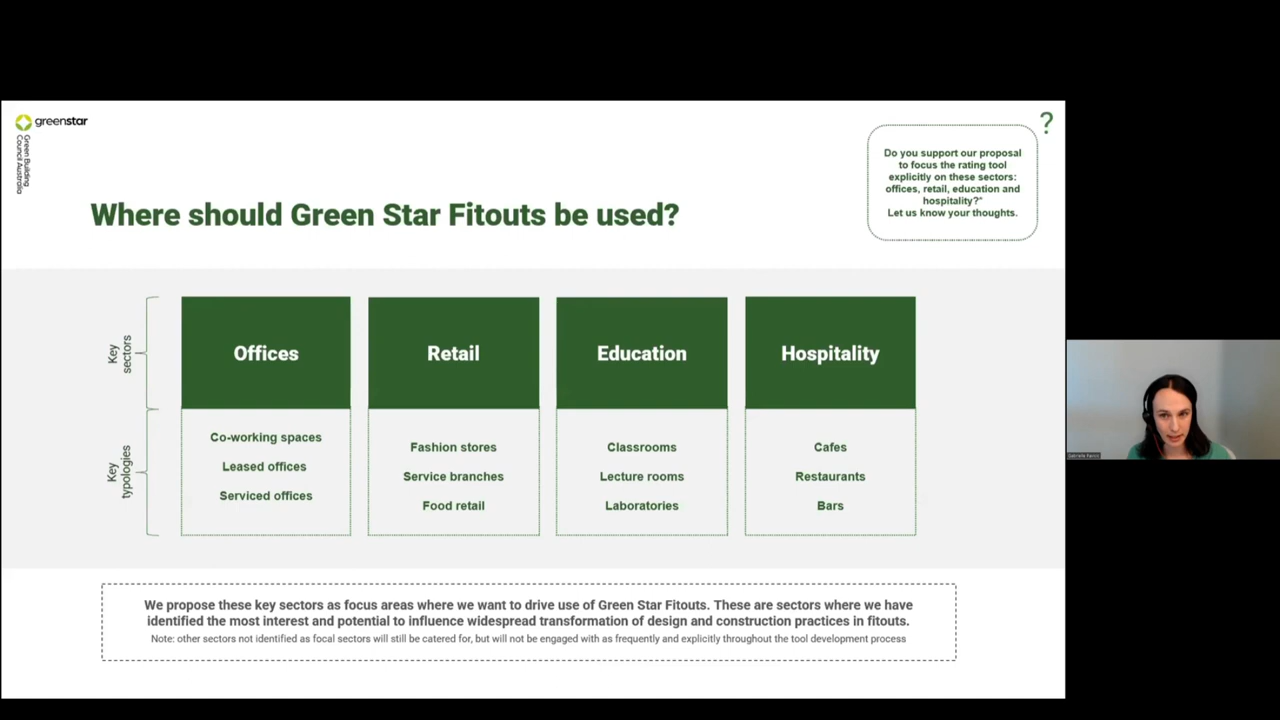 greenstar
Green Building
Council Australia
?
Do you support our proposal
to focus the rating tool
explicitly on these sectors:
offices, retail, education and
hospitality?"
Let us know your thoughts.
Where should Green Star Fitouts be used?
Key
sectors
Offices
Retail
Education
Hospitality
Key
typologies
Co-working spaces
Leased offices
Serviced offices
Fashion stores
Service branches
Food retail
Classrooms
Lecture rooms
Laboratories
Cafes
Restaurants
Bars
We propose these key sectors as focus areas where we want to drive use of Green Star Fitouts. These are sectors where we have
identified the most interest and potential to influence widespread transformation of design and construction practices in fitouts.
Note: other sectors not identified as focal sectors will still be catered for, but will not be engaged with as frequently and explicitly throughout the tool development process